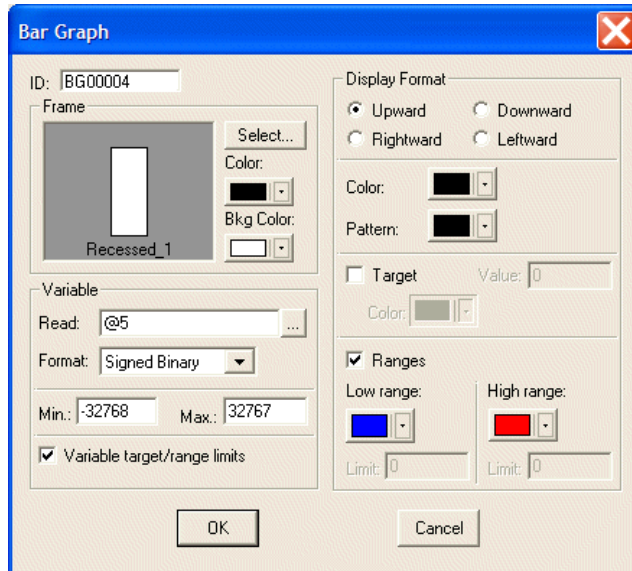 Bar Graph
ID: BG00004
Frame
Select...
Color:
Bkg Color:
Recessed_1
Variable
Read: @5 ...
Format: Signed Binary
Min.: -32768 Max.: 32767
Variable target/range limits
Display Format
Upward Downward
Rightward Leftward
Color:
Pattern:
Target Value: 0
Color:
Ranges
Low range: High range:
Limit: 0 Limit: 0
OK Cancel